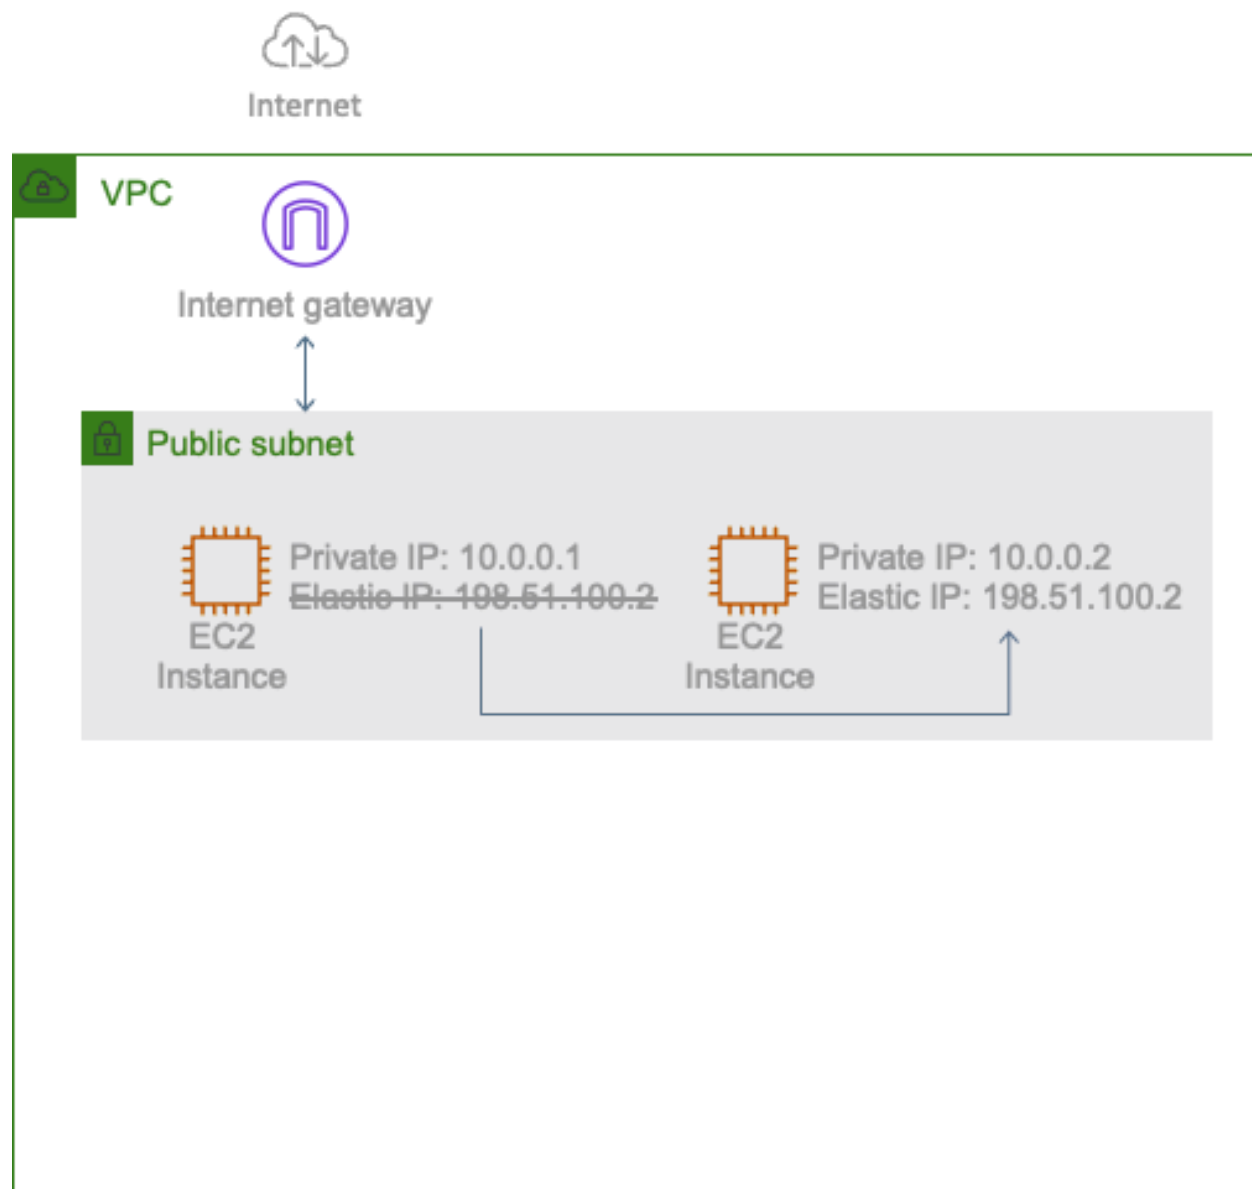 Internet
VPC
Internet gateway
Public subnet
Private IP: 10.0.0.1
Elastic IP: 198.51.100.2
EC2
Instance
Private IP: 10.0.0.2
Elastic IP: 198.51.100.2
EC2
Instance